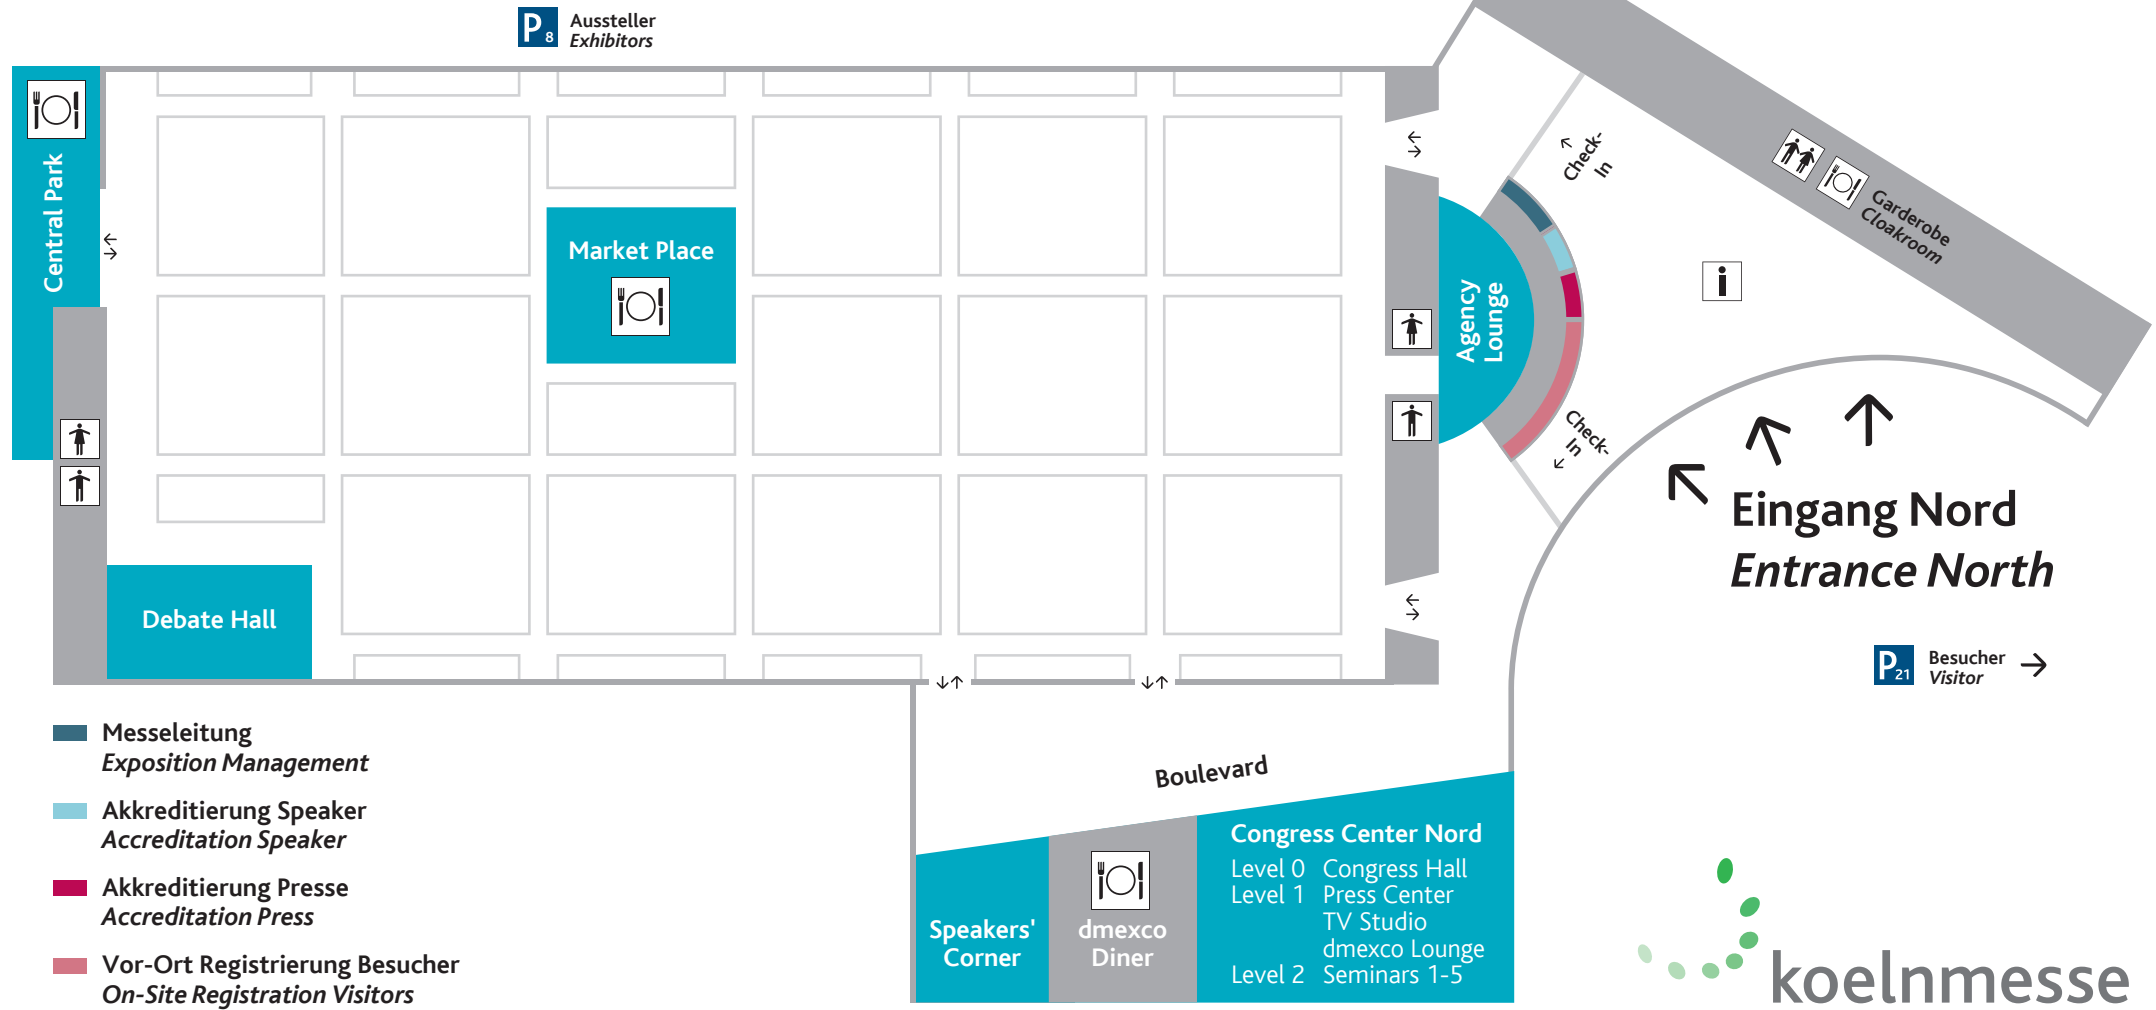 P8 Aussteller
Exhibitors
Central Park
Market Place
Debate Hall
Agency
Lounge
Check-
In
Check-
In
Garderobe
Cloakroom
i
Eingang Nord
Entrance North
P21 Besucher
Visitor
Boulevard
Speakers'
Corner
dmexco
Diner
Congress Center Nord
Level 0 Congress Hall
Level 1 Press Center
TV Studio
dmexco Lounge
Level 2 Seminars 1-5
Messeleitung
Exposition Management
Akkreditierung Speaker
Accreditation Speaker
Akkreditierung Presse
Accreditation Press
Vor-Ort Registrierung Besucher
On-Site Registration Visitors
koelnmesse